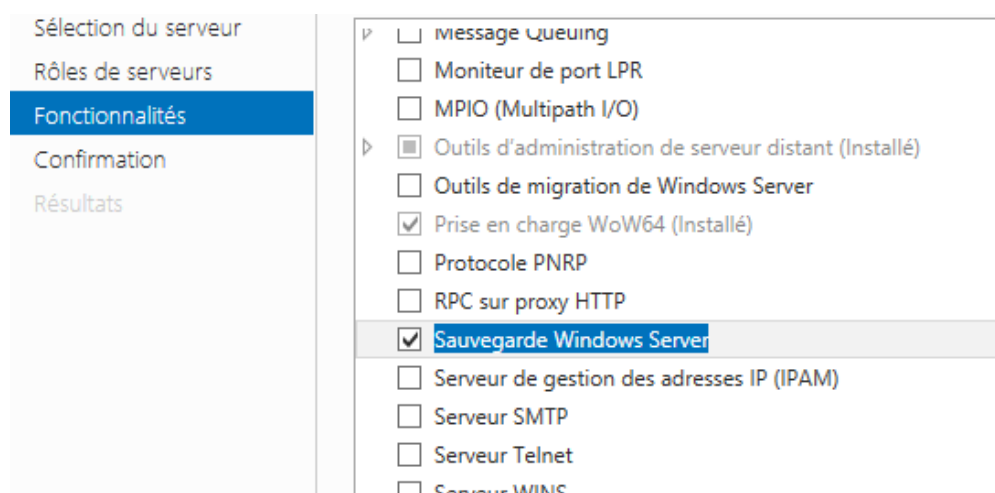 Sélection du serveur
Rôles de serveurs
Fonctionnalités
Confirmation
Résultats
Message Queuing
Moniteur de port LPR
MPIO (Multipath I/O)
Outils d'administration de serveur distant (Installé)
Outils de migration de Windows Server
Prise en charge WoW64 (Installé)
Protocole PNRP
RPC sur proxy HTTP
Sauvegarde Windows Server
Serveur de gestion des adresses IP (IPAM)
Serveur SMTP
Serveur Telnet
Serveur WINS